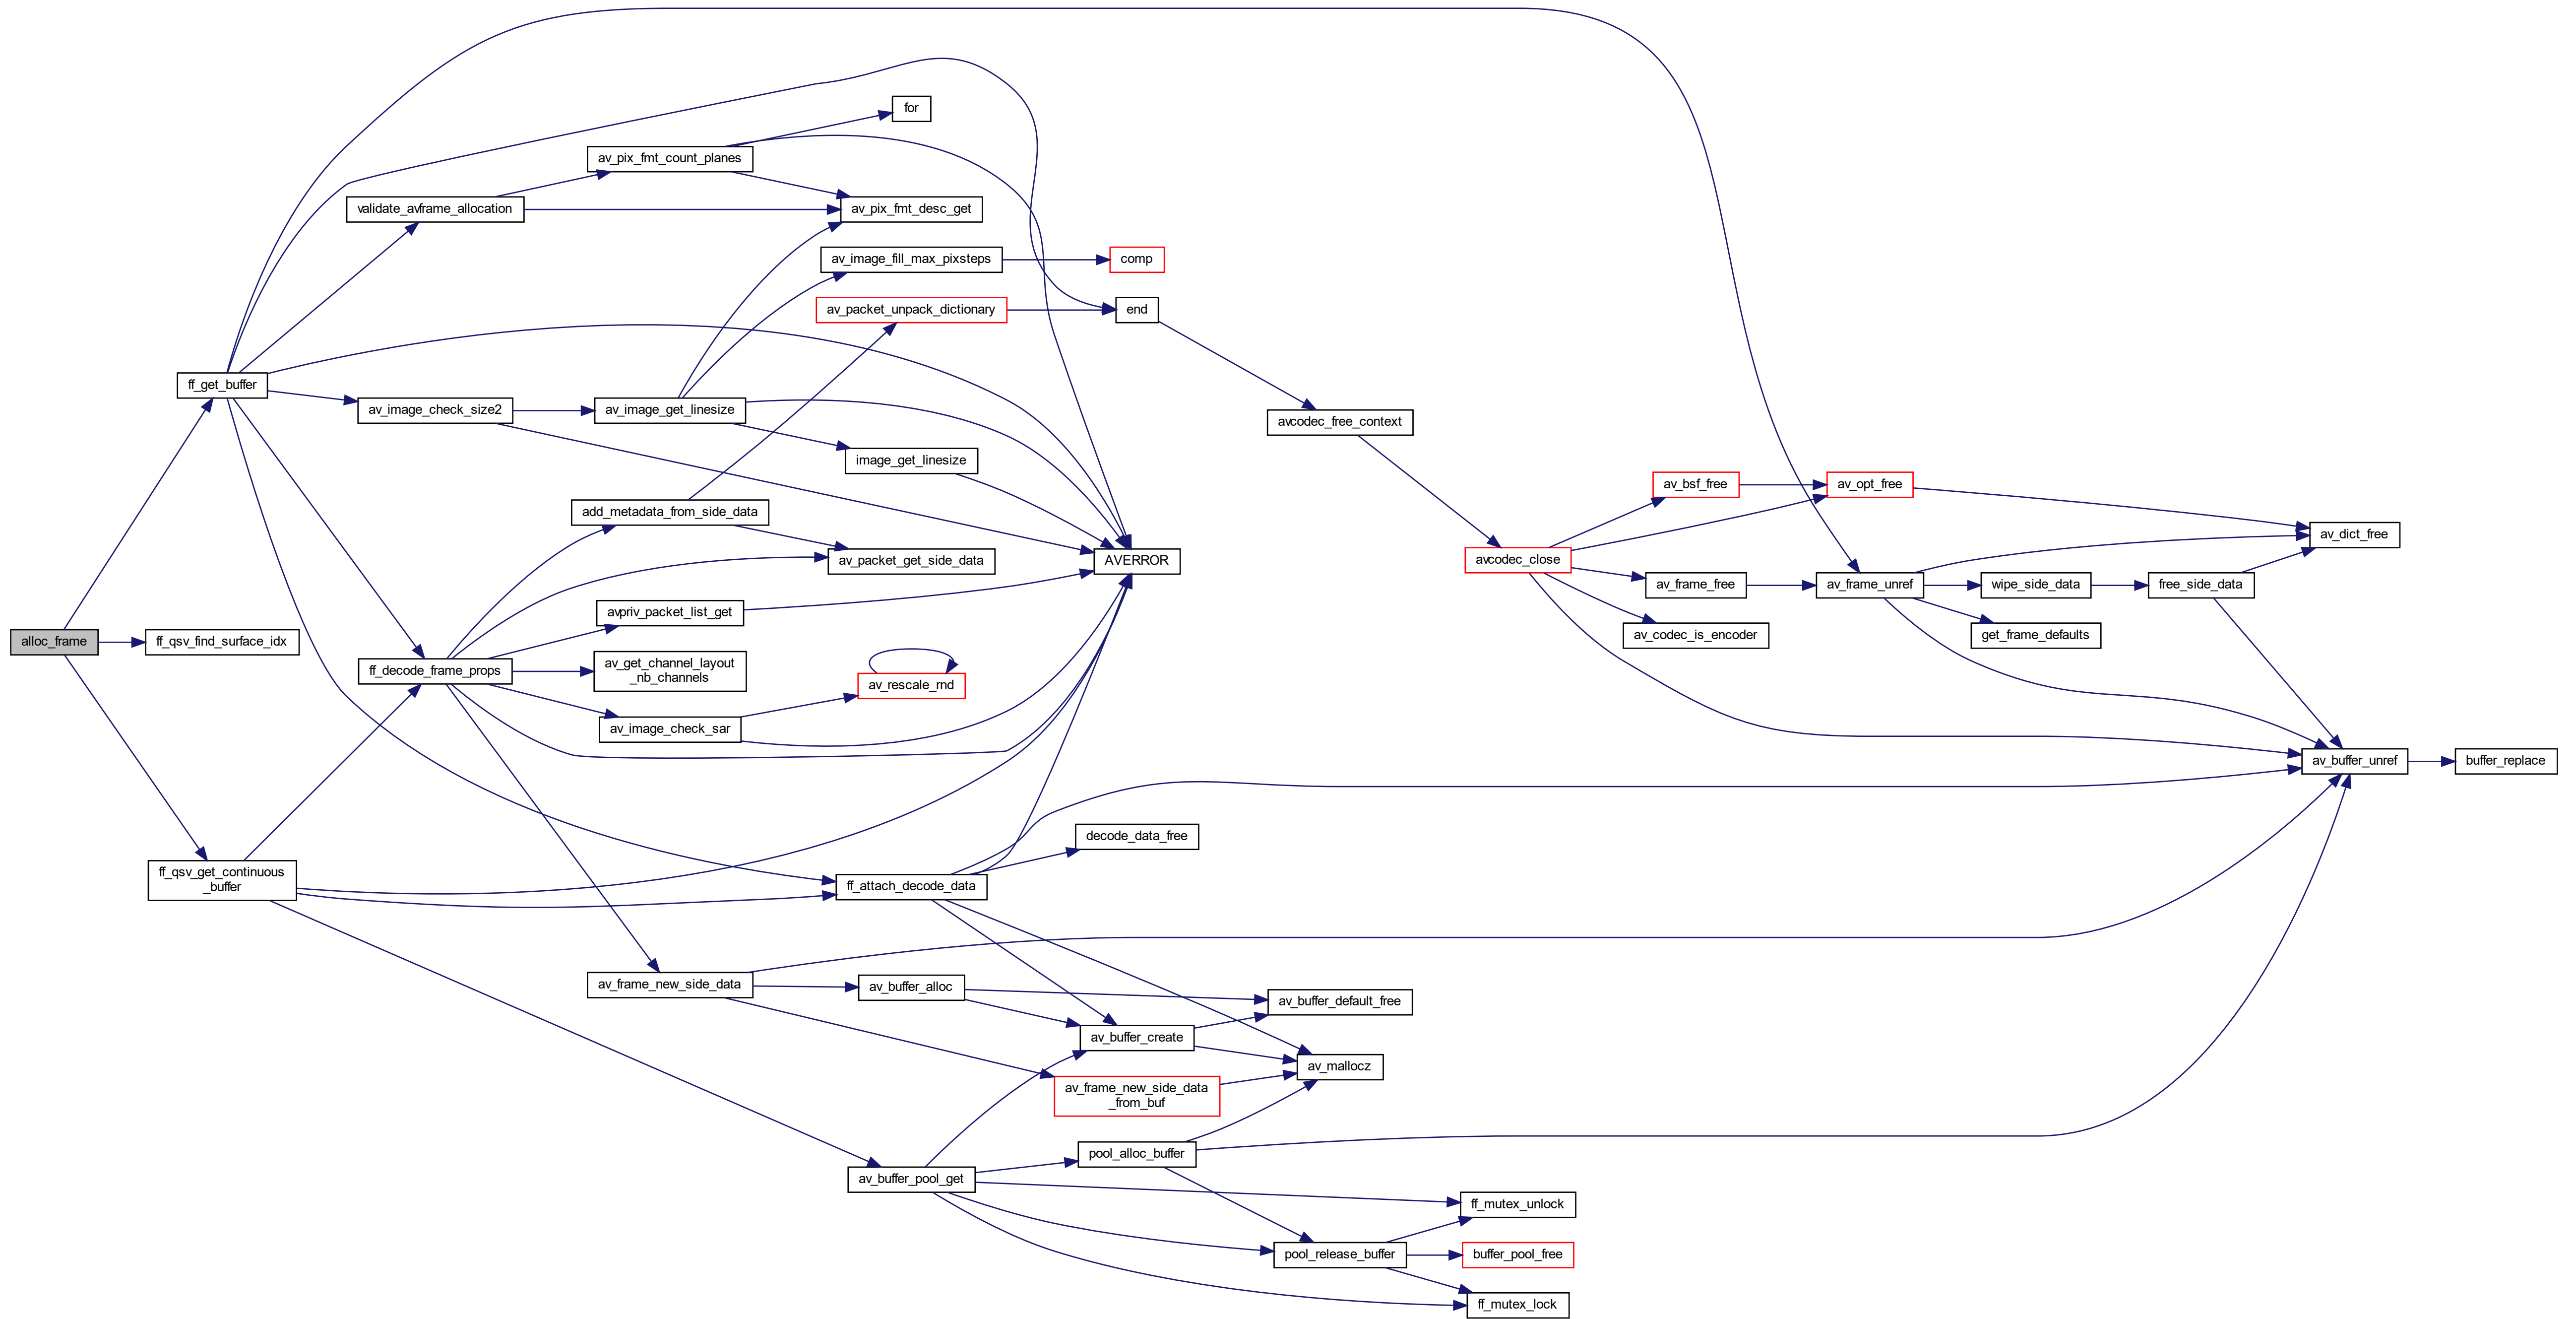 for
av_pix_fmt_count_planes
validate_avframe_allocation
av_pix_fmt_desc_get
av_image_fill_max_pixsteps
comp
av_packet_unpack_dictionary
end
ff_get_buffer
av_image_check_size2
av_image_get_linesize
avcodec_free_context
image_get_linesize
av_bsf_free
av_opt_free
add_metadata_from_side_data
av_dict_free
av_packet_get_side_data
AVERROR
avcodec_close
av_frame_free
av_frame_unref
wipe_side_data
free_side_data
avpriv_packet_list_get
alloc_frame
ff_qsv_find_surface_idx
av_codec_is_encoder
get_frame_defaults
ff_decode_frame_props
av_get_channel_layout
_nb_channels
av_rescale_rnd
av_image_check_sar
av_buffer_unref
buffer_replace
decode_data_free
ff_qsv_get_continuous
_buffer
ff_attach_decode_data
av_frame_new_side_data
av_buffer_alloc
av_buffer_default_free
av_buffer_create
av_mallocz
av_frame_new_side_data
_from_buf
pool_alloc_buffer
av_buffer_pool_get
ff_mutex_unlock
pool_release_buffer
buffer_pool_free
ff_mutex_lock